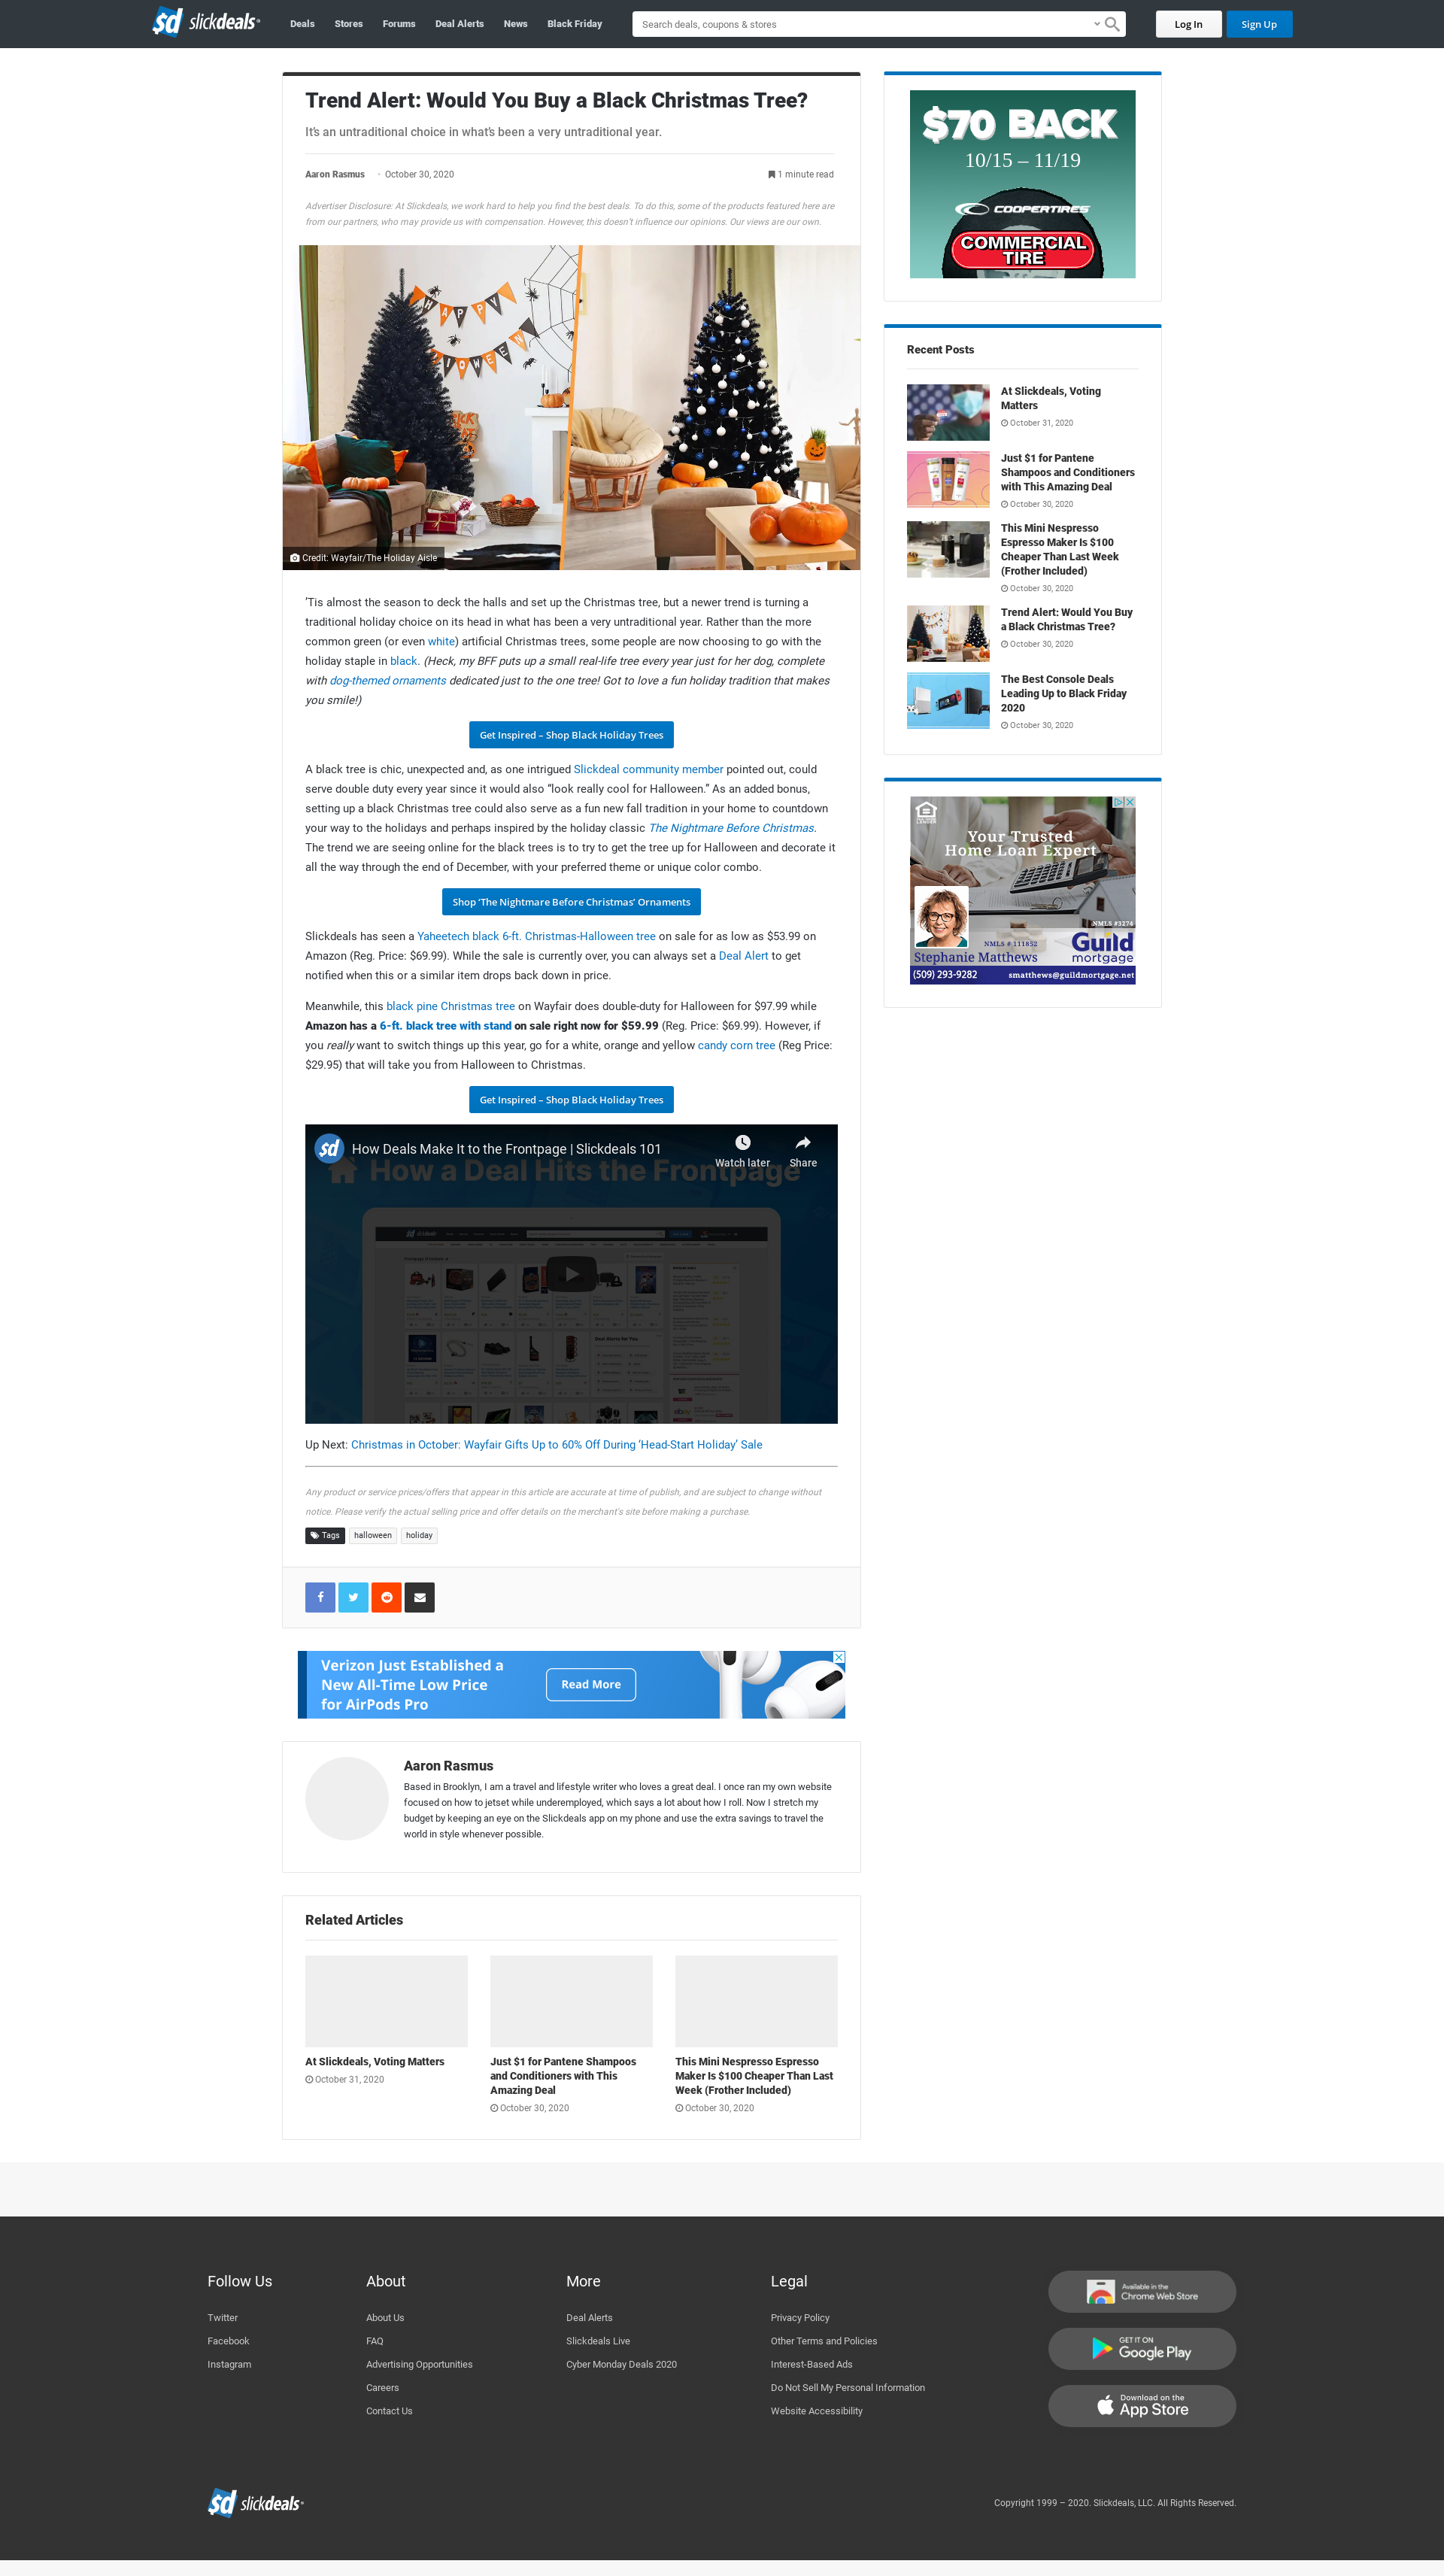 slickdeals
Deals
Stores
Forums
Deal Alerts
News
Black Friday
Search deals, coupons & stores
Log In
Sign Up
Trend Alert: Would You Buy a Black Christmas Tree?
It's an untraditional choice in what's been a very untraditional year.
Aaron Rasmus · October 30, 2020
1 minute read
Advertiser Disclosure: At Slickdeals, we work hard to help you find the best deals. To do this, some of the products featured here are
from our partners, who may provide us with compensation. However, this doesn't influence our opinions. Our views are our own.
HAPPY
Credit: Wayfair/The Holiday Aisle
'Tis almost the season to deck the halls and set up the Christmas tree, but a newer trend is turning a
traditional holiday choice on its head in what has been a very untraditional year. Rather than the more
common green (or even white) artificial Christmas trees, some people are now choosing to go with the
holiday staple in black. (Heck, my BFF puts up a small real-life tree every year just for her dog, complete
with dog-themed ornaments dedicated just to the one tree! Got to love a fun holiday tradition that makes
you smile!)
Get Inspired – Shop Black Holiday Trees
A black tree is chic, unexpected and, as one intrigued Slickdeal community member pointed out, could
serve double duty every year since it would also “look really cool for Halloween.” As an added bonus,
setting up a black Christmas tree could also serve as a fun new fall tradition in your home to countdown
your way to the holidays and perhaps inspired by the holiday classic The Nightmare Before Christmas.
The trend we are seeing online for the black trees is to try to get the tree up for Halloween and decorate it
all the way through the end of December, with your preferred theme or unique color combo.
Shop ‘The Nightmare Before Christmas’ Ornaments
Slickdeals has seen a Yaheetech black 6-ft. Christmas-Halloween tree on sale for as low as $53.99 on
Amazon (Reg. Price: $69.99). While the sale is currently over, you can always set a Deal Alert to get
notified when this or a similar item drops back down in price.
Meanwhile, this black pine Christmas tree on Wayfair does double-duty for Halloween for $97.99 while
Amazon has a 6-ft. black tree with stand on sale right now for $59.99 (Reg. Price: $69.99). However, if
you really want to switch things up this year, go for a white, orange and yellow candy corn tree (Reg Price:
$29.95) that will take you from Halloween to Christmas.
Get Inspired – Shop Black Holiday Trees
How Deals Make It to the Frontpage | Slickdeals 101
Watch later
Share
How a Deal Hits the Frontpage
Up Next: Christmas in October: Wayfair Gifts Up to 60% Off During ‘Head-Start Holiday’ Sale
Any product or service prices/offers that appear in this article are accurate at time of publish, and are subject to change without
notice. Please verify the actual selling price and offer details on the merchant's site before making a purchase.
Tags
halloween
holiday
Verizon Just Established a
New All-Time Low Price
for AirPods Pro
Read More
Aaron Rasmus
Based in Brooklyn, I am a travel and lifestyle writer who loves a great deal. I once ran my own website
focused on how to jetset while underemployed, which says a lot about how I roll. Now I stretch my
budget by keeping an eye on the Slickdeals app on my phone and use the extra savings to travel the
world in style whenever possible.
Related Articles
At Slickdeals, Voting Matters
October 31, 2020
Just $1 for Pantene Shampoos
and Conditioners with This
Amazing Deal
October 30, 2020
This Mini Nespresso Espresso
Maker Is $100 Cheaper Than Last
Week (Frother Included)
October 30, 2020
$70 BACK
10/15 – 11/19
COOPERTIRES
COMMERCIAL
TIRE
Recent Posts
At Slickdeals, Voting
Matters
October 31, 2020
Just $1 for Pantene
Shampoos and Conditioners
with This Amazing Deal
October 30, 2020
This Mini Nespresso
Espresso Maker Is $100
Cheaper Than Last Week
(Frother Included)
October 30, 2020
Trend Alert: Would You Buy
a Black Christmas Tree?
October 30, 2020
The Best Console Deals
Leading Up to Black Friday
2020
October 30, 2020
Your Trusted
Home Loan Expert
NMLS #3274
NMLS # 111852
Stephanie Matthews
Guild
mortgage
(509) 293-9282
smatthews@guildmortgage.net
Follow Us
Twitter
Facebook
Instagram
About
About Us
FAQ
Advertising Opportunities
Careers
Contact Us
More
Deal Alerts
Slickdeals Live
Cyber Monday Deals 2020
Legal
Privacy Policy
Other Terms and Policies
Interest-Based Ads
Do Not Sell My Personal Information
Website Accessibility
Available in the
Chrome Web Store
GET IT ON
Google Play
Download on the
App Store
slickdeals
Copyright 1999 – 2020. Slickdeals, LLC. All Rights Reserved.